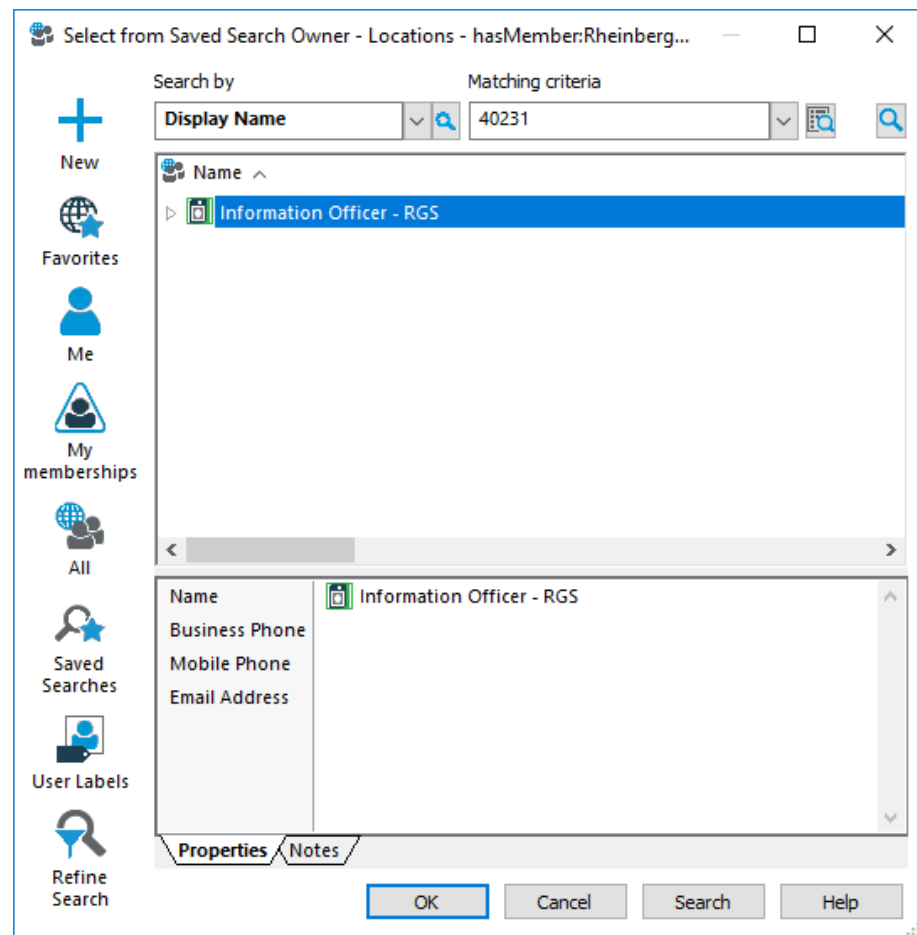 Select from Saved Search Owner - Locations - hasMember:Rheinberg...
Search by
Matching criteria
Display Name
40231
New
Favorites
Me
My
memberships
All
Saved
Searches
User Labels
Refine
Search
Name
Information Officer - RGS
Name
Information Officer - RGS
Business Phone
Mobile Phone
Email Address
Properties
Notes
OK
Cancel
Search
Help